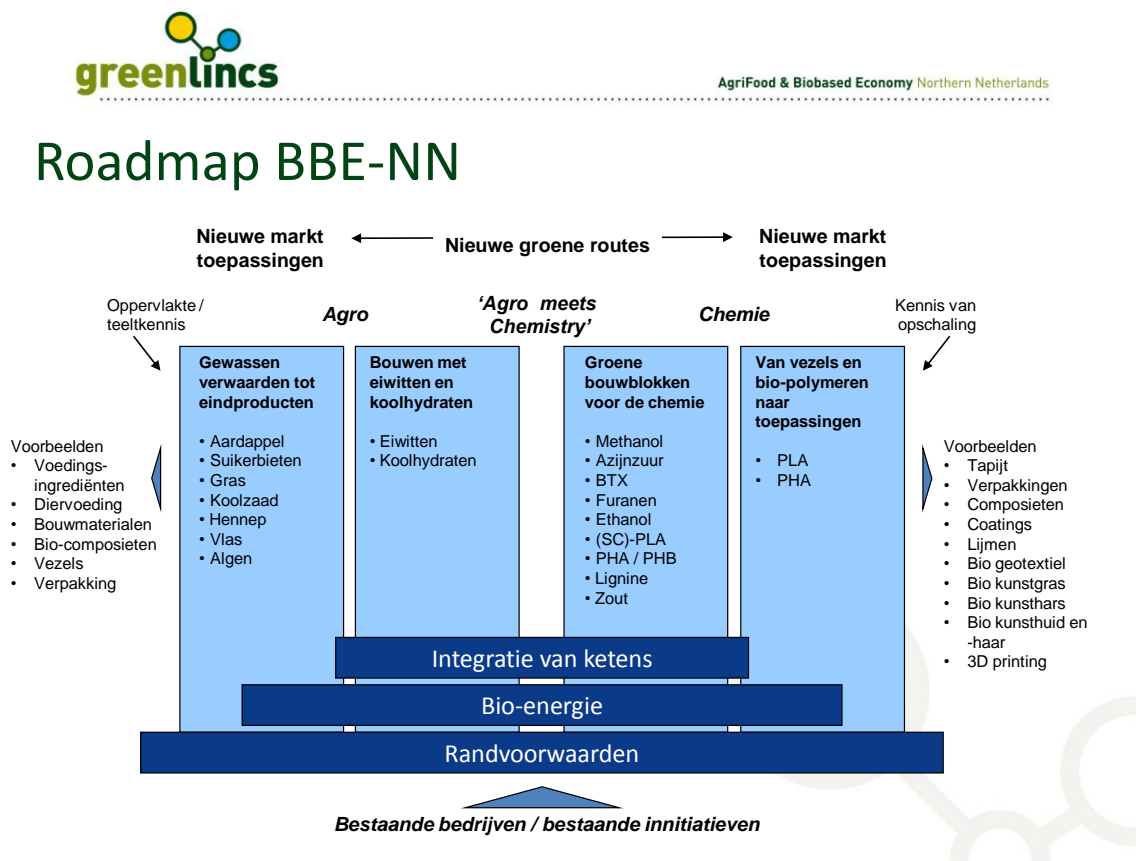 greenlincs
AgriFood & Biobased Economy Northern Netherlands
Roadmap BBE-NN
Nieuwe markt
toepassingen
Nieuwe groene routes
Nieuwe markt
toepassingen
Oppervlakte /
teeltkennis
Agro
'Agro meets
Chemistry'
Chemie
Kennis van
opschaling
Gewassen
verwaarden tot
eindproducten
• Aardappel
• Suikerbieten
• Gras
• Koolzaad
• Hennep
• Vlas
• Algen
Bouwen met
eiwitten en
koolhydraten
• Eiwitten
• Koolhydraten
Groene
bouwblokken
voor de chemie
• Methanol
• Azijnzuur
• BTX
• Furanen
• Ethanol
• (SC)-PLA
• PHA / PHB
• Lignine
• Zout
Van vezels en
bio-polymeren
naar
toepassingen
• PLA
• PHA
Voorbeelden
• Voedings-
ingrediënten
• Diervoeding
• Bouwmaterialen
• Bio-composieten
• Vezels
• Verpakking
Voorbeelden
• Tapijt
• Verpakkingen
• Composieten
• Coatings
• Lijmen
• Bio geotextiel
• Bio kunstgras
• Bio kunsthars
• Bio kunsthuid en
-haar
• 3D printing
Integratie van ketens
Bio-energie
Randvoorwaarden
Bestaande bedrijven / bestaande innitiatieven